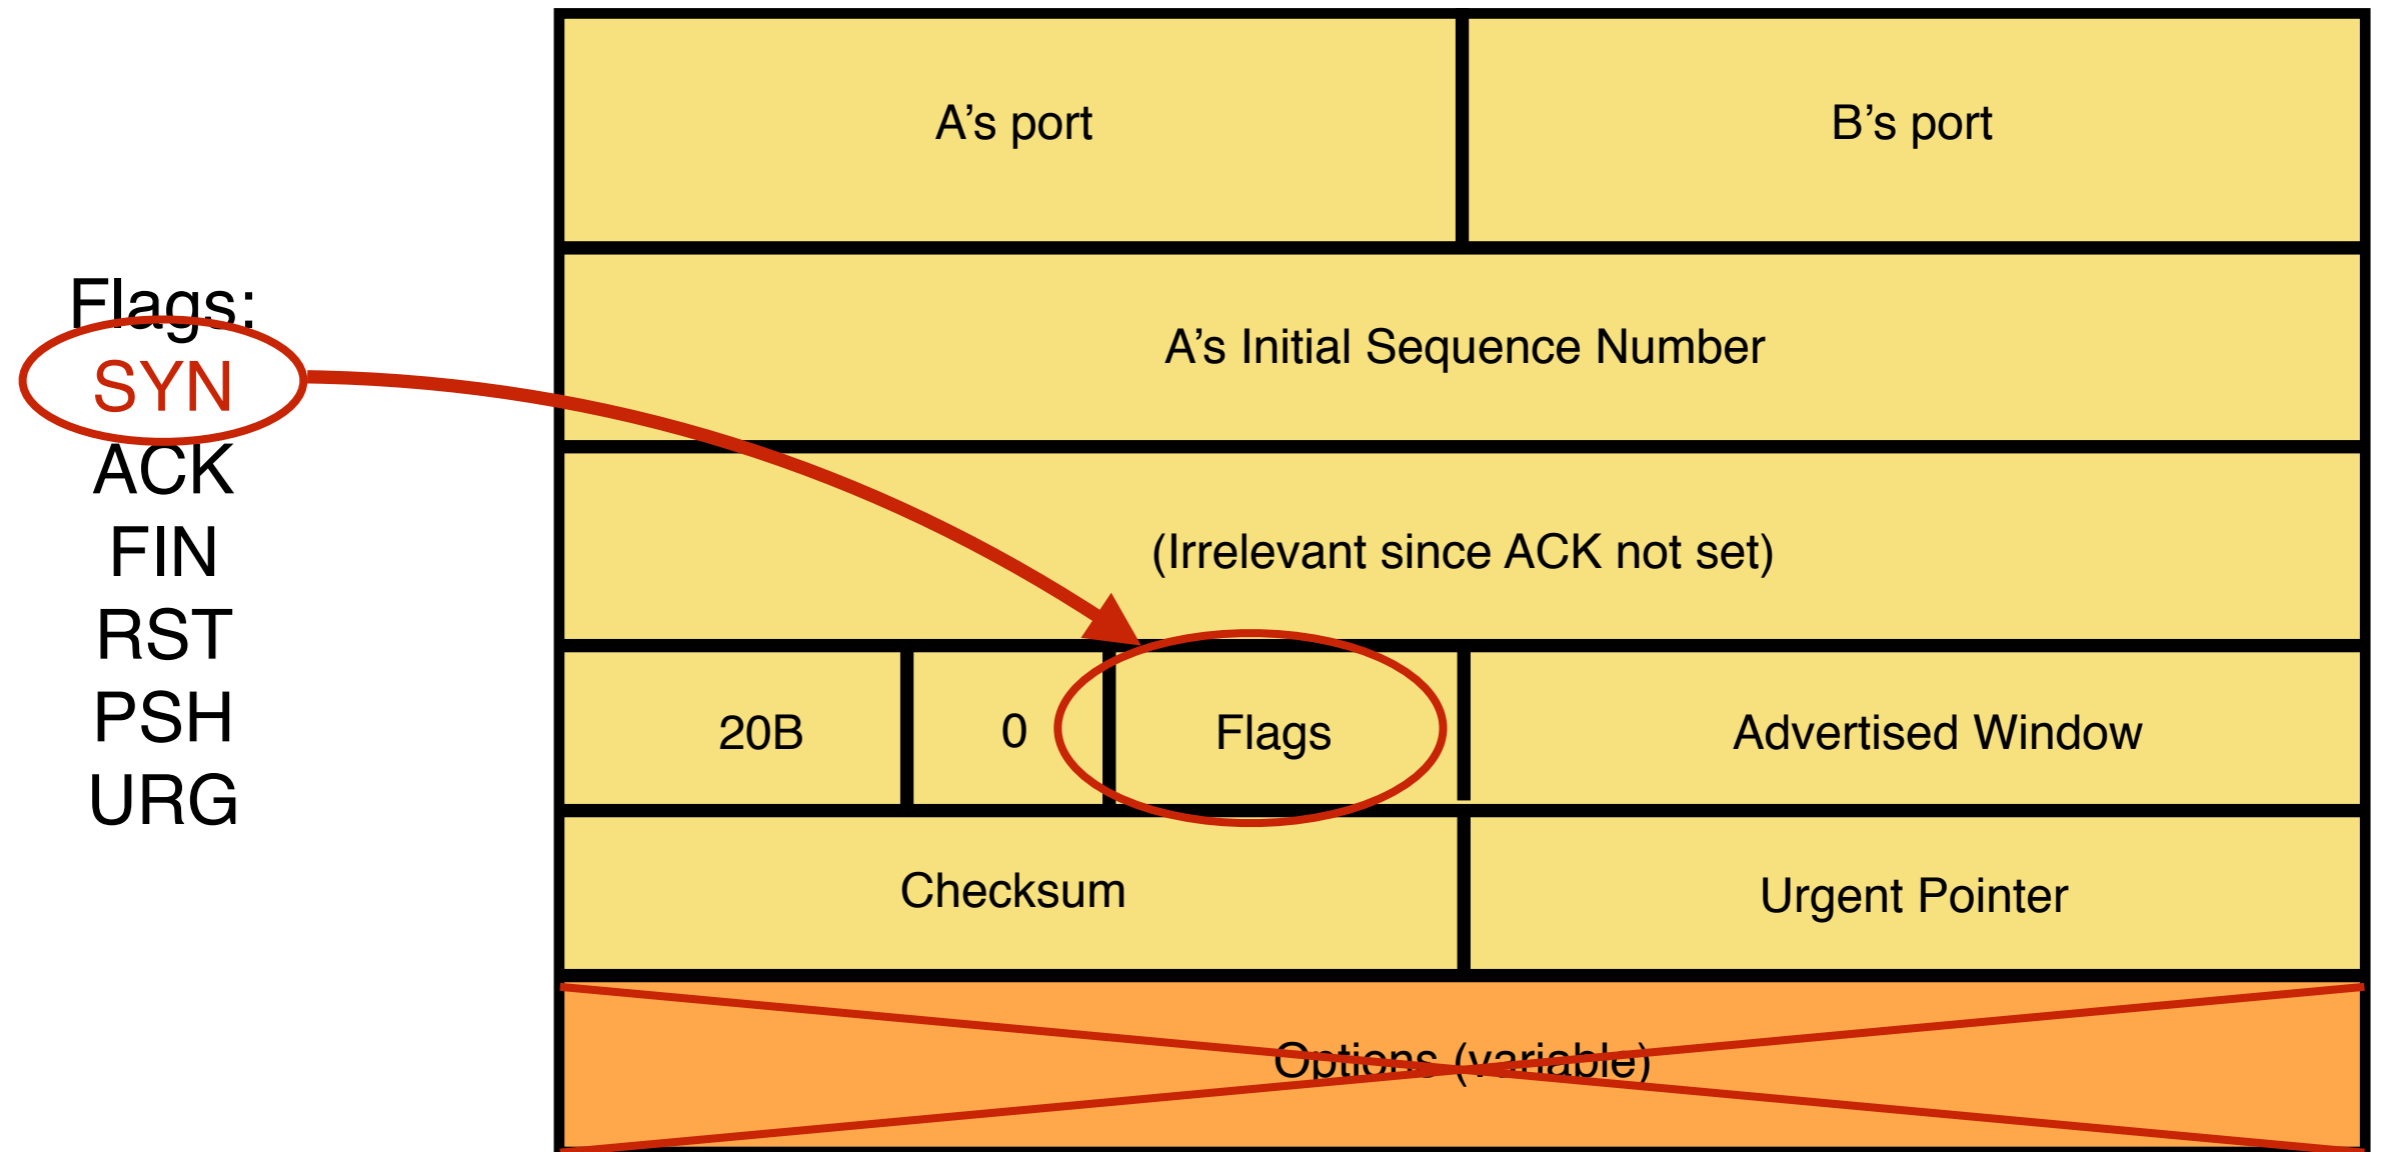 Flags:
SYN
ACK
FIN
RST
PSH
URG
A's port
B's port
A's Initial Sequence Number
(Irrelevant since ACK not set)
20B
0
Flags
Advertised Window
Checksum
Urgent Pointer
Options (variable)